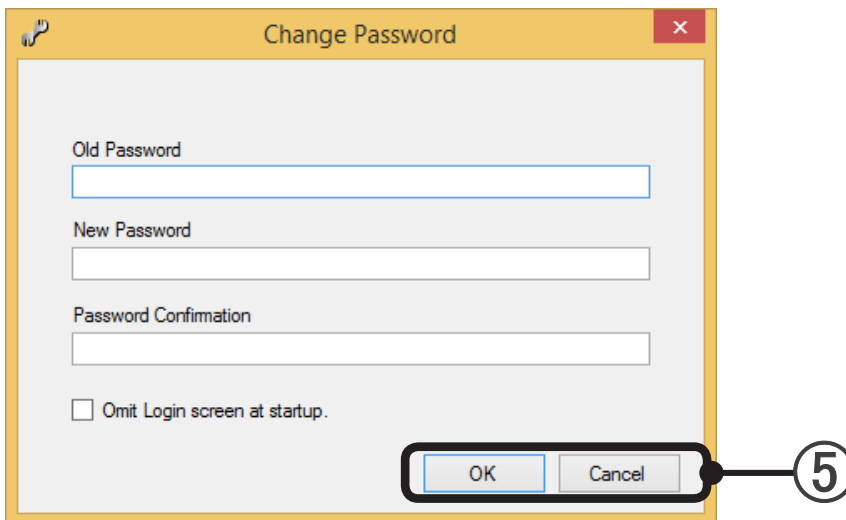 Change Password
Old Password
New Password
Password Confirmation
Omit Login screen at startup.
OK Cancel
⑤